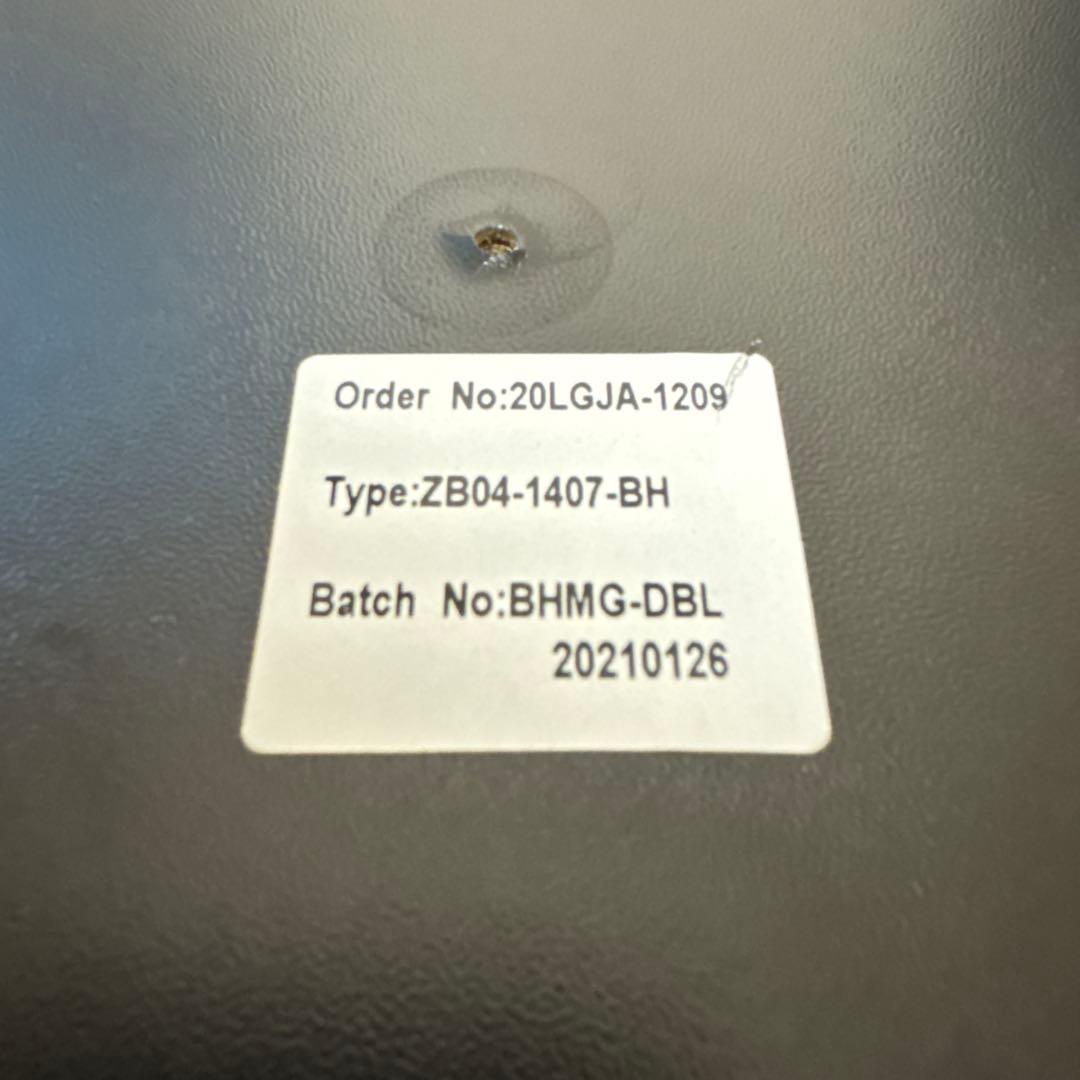 Order No:20LGJA-1209
Type:ZB04-1407-BH
Batch No:BHMG-DBL
20210126